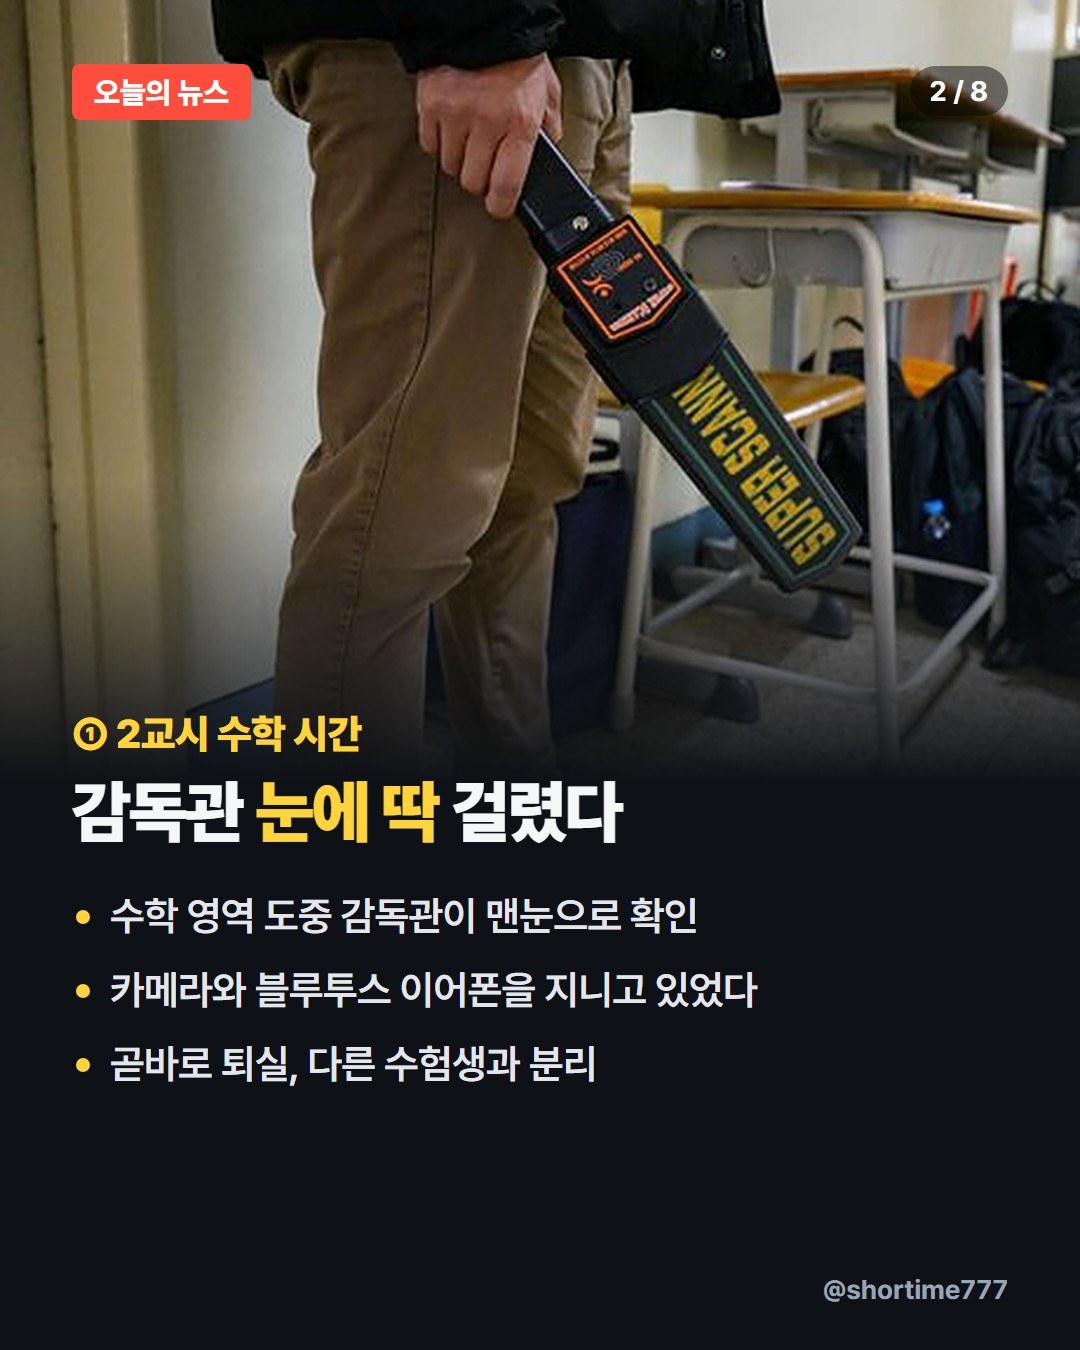 오늘의 뉴스
2 / 8
SUPER SCANN
① 2교시 수학 시간
감독관 눈에 딱 걸렸다
• 수학 영역 도중 감독관이 맨눈으로 확인
• 카메라와 블루투스 이어폰을 지니고 있었다
• 곧바로 퇴실, 다른 수험생과 분리
@shortime777